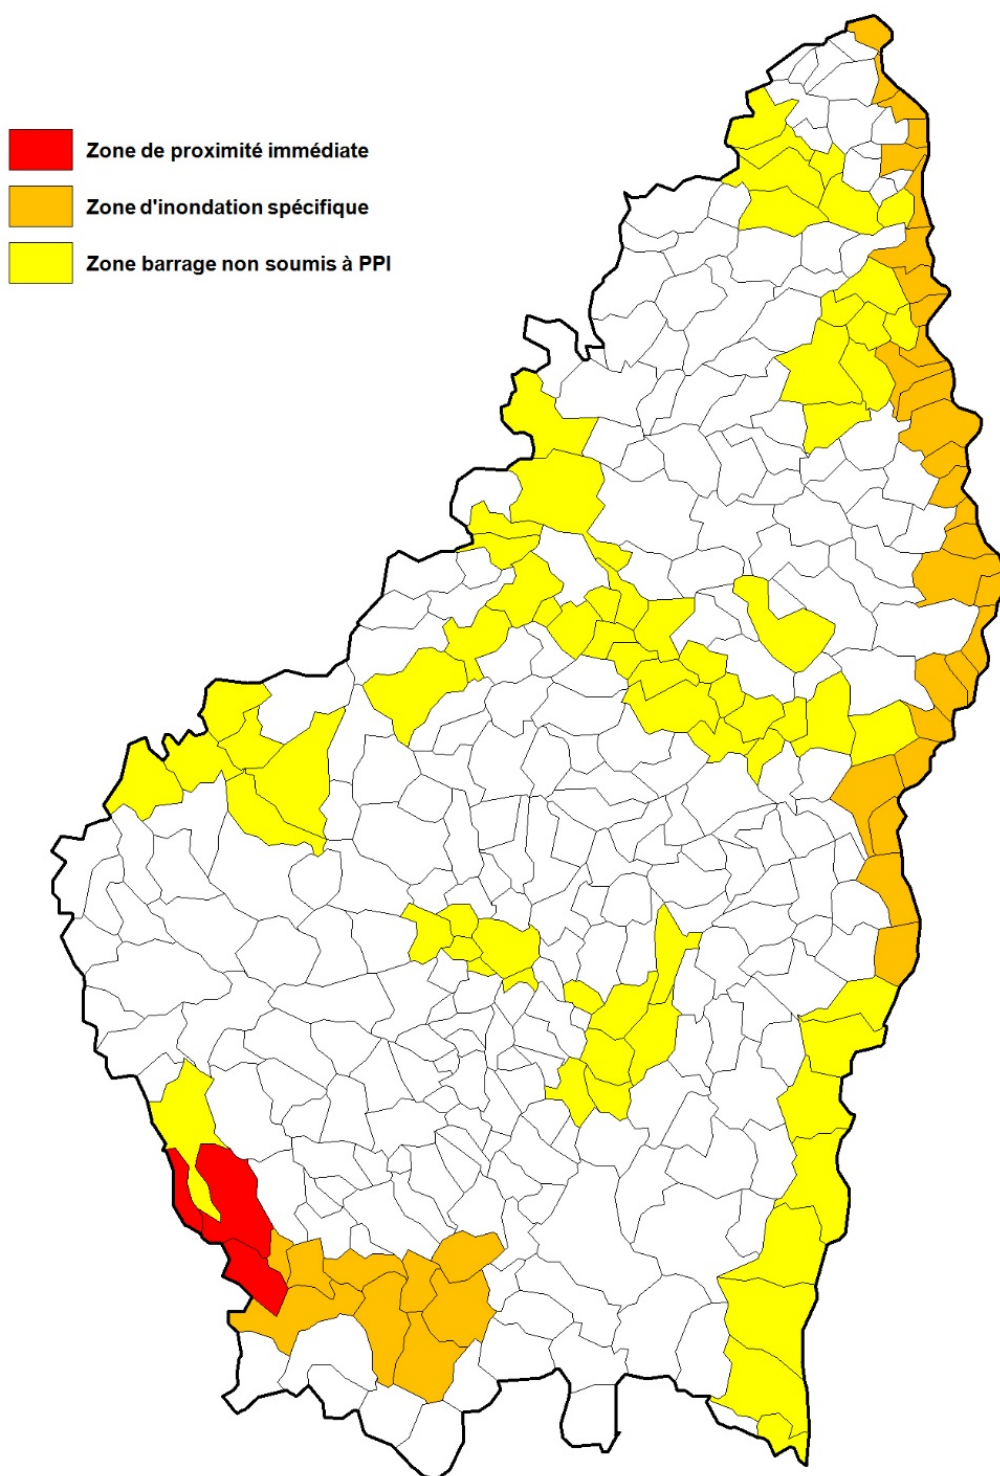 Zone de proximité immédiate
Zone d'inondation spécifique
Zone barrage non soumis à PPI